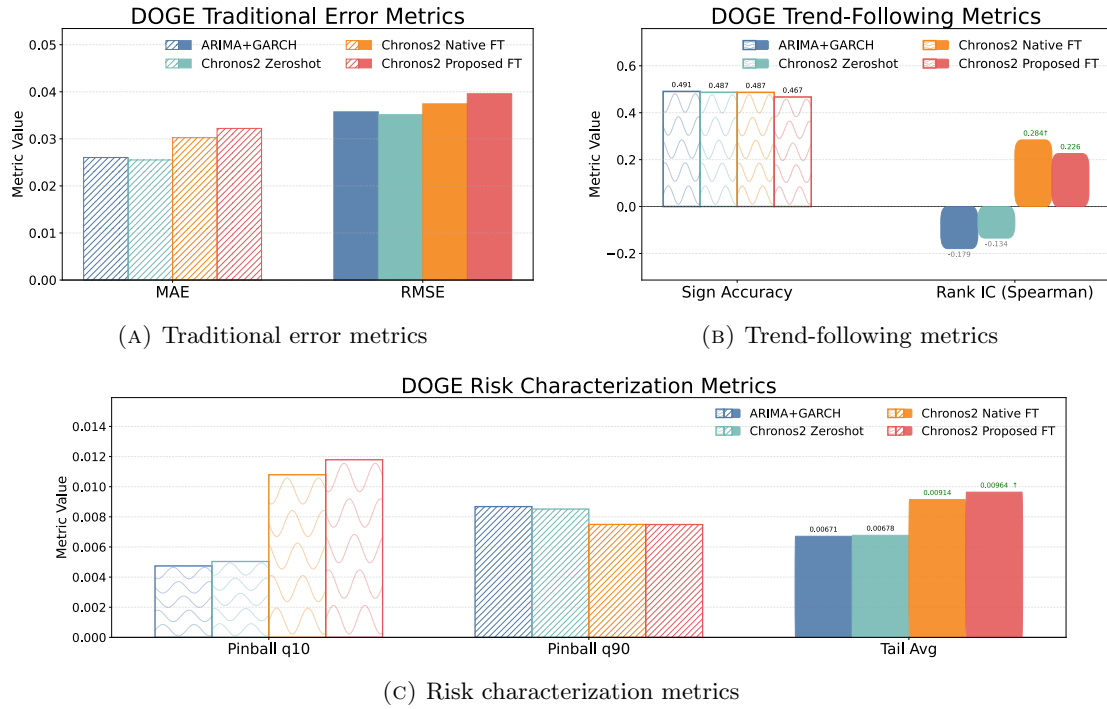 DOGE Traditional Error Metrics
ARIMA+GARCH
Chronos2 Zeroshot
Chronos2 Native FT
Chronos2 Proposed FT
Metric Value
0.05
0.04
0.03
0.02
0.01
0.00
MAE
RMSE
(A) Traditional error metrics
DOGE Trend-Following Metrics
ARIMA+GARCH
Chronos2 Zeroshot
Chronos2 Native FT
Chronos2 Proposed FT
Metric Value
0.6
0.4
0.2
0.0
−0.2
0.491
0.487
0.487
0.467
-0.179
-0.134
0.284↑
0.226
Sign Accuracy
Rank IC (Spearman)
(B) Trend-following metrics
DOGE Risk Characterization Metrics
ARIMA+GARCH
Chronos2 Zeroshot
Chronos2 Native FT
Chronos2 Proposed FT
Metric Value
0.014
0.012
0.010
0.008
0.006
0.004
0.002
0.000
0.00671
0.00678
0.00914
0.00964 ↑
Pinball q10
Pinball q90
Tail Avg
(C) Risk characterization metrics